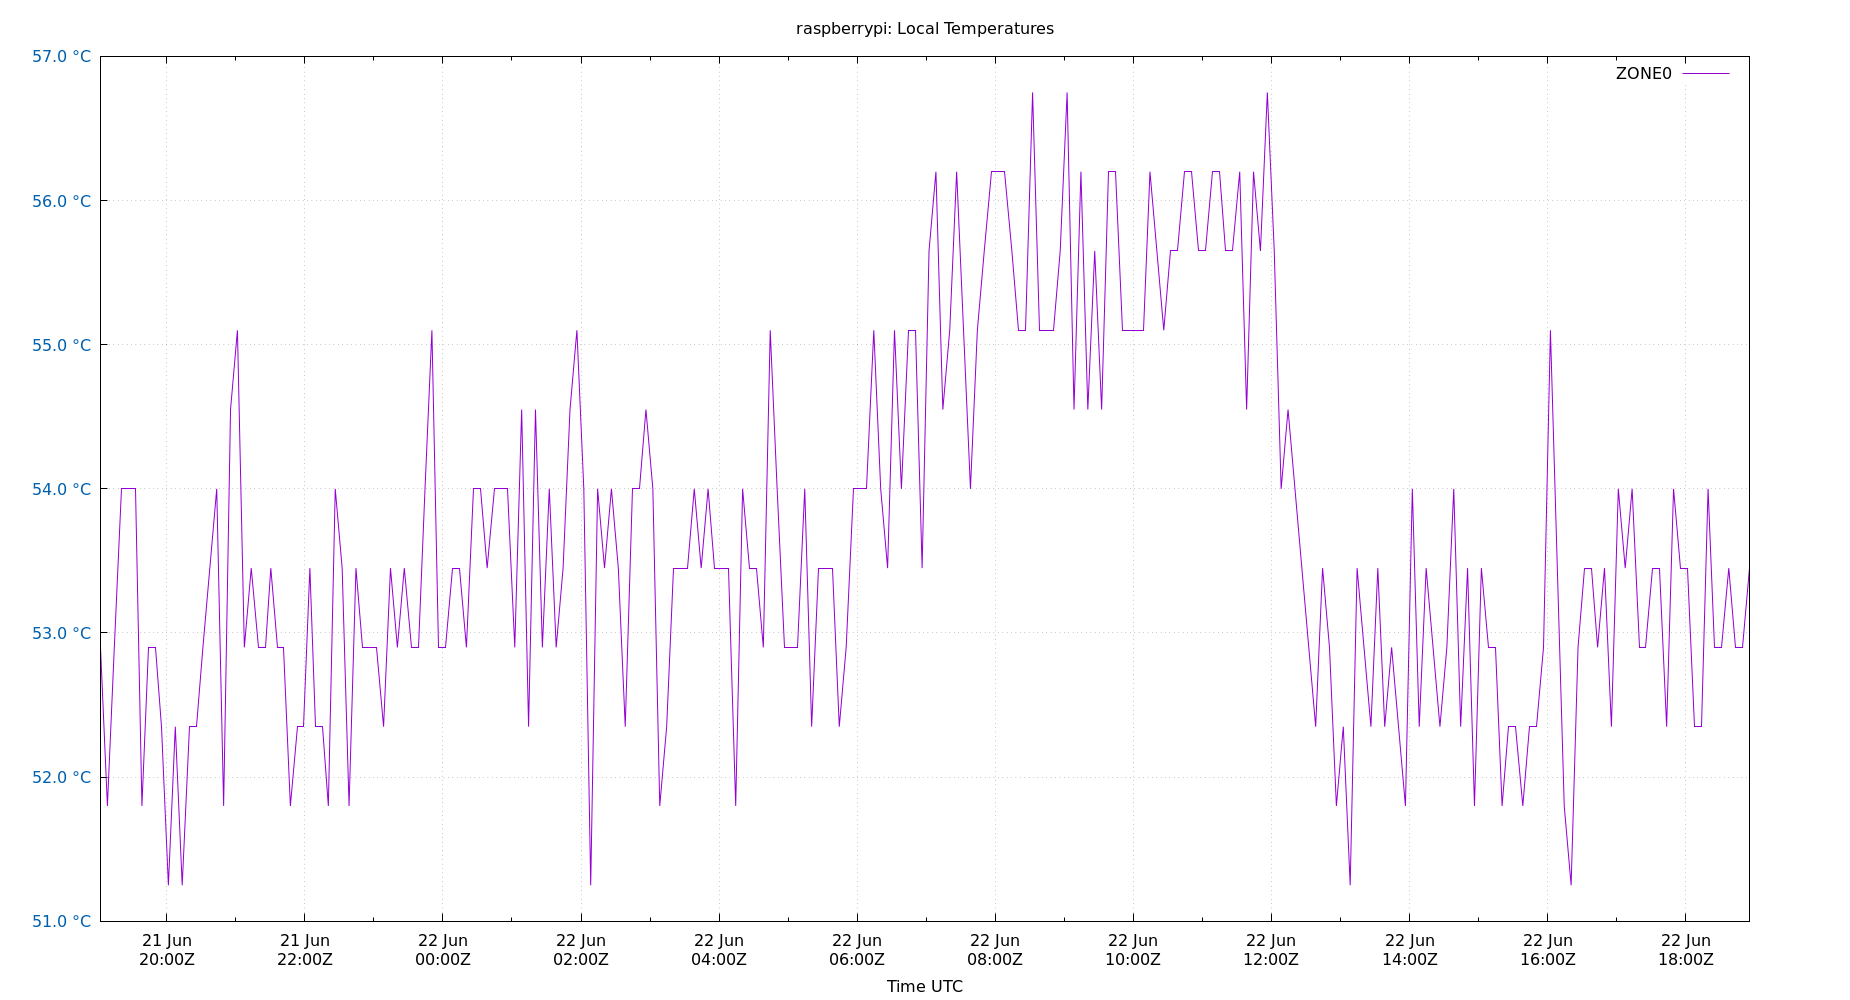 raspberrypi: Local Temperatures
57.0 °C
ZONE0
56.0 °C
55.0 °C
54.0 °C
53.0 °C
52.0 °C
51.0 °C
21 Jun 21 Jun 22 Jun 22 Jun 22 Jun 22 Jun 22 Jun 22 Jun 22 Jun 22 Jun 22 Jun 22 Jun
20:00Z 22:00Z 00:00Z 02:00Z 04:00Z 06:00Z 08:00Z 10:00Z 12:00Z 14:00Z 16:00Z 18:00Z
Time UTC